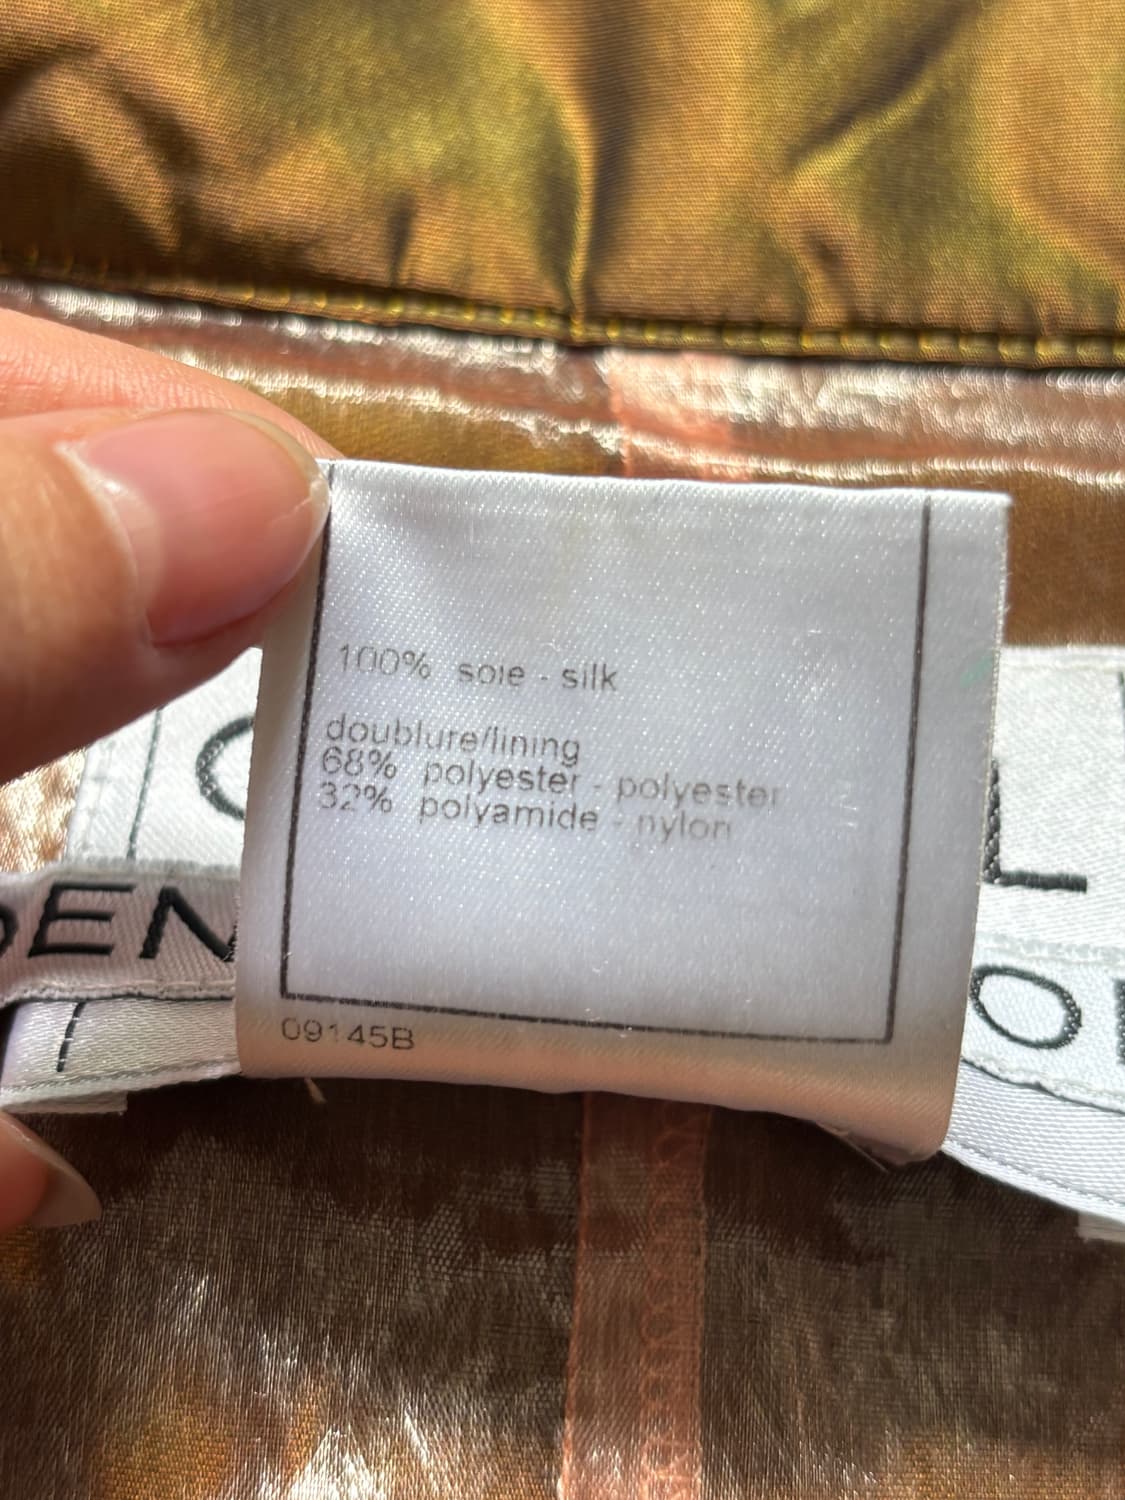 100% soie - silk
doublure/lining
68% polyester - polyester
32% polyamide - nylon
09145B